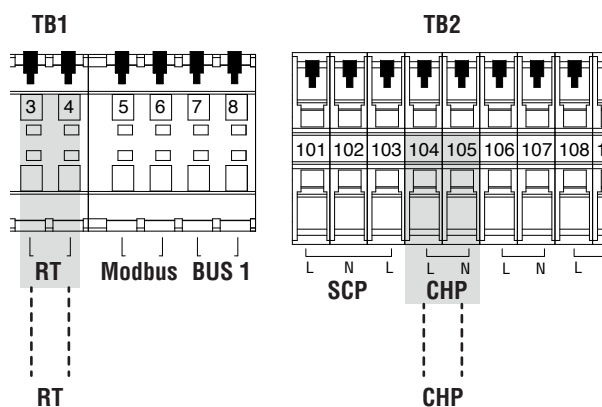 TB1
TB2
3 4 5 6 7 8
101 102 103 104 105 106 107 108
L N L L N L N L
RT Modbus BUS 1
SCP CHP
RT
CHP